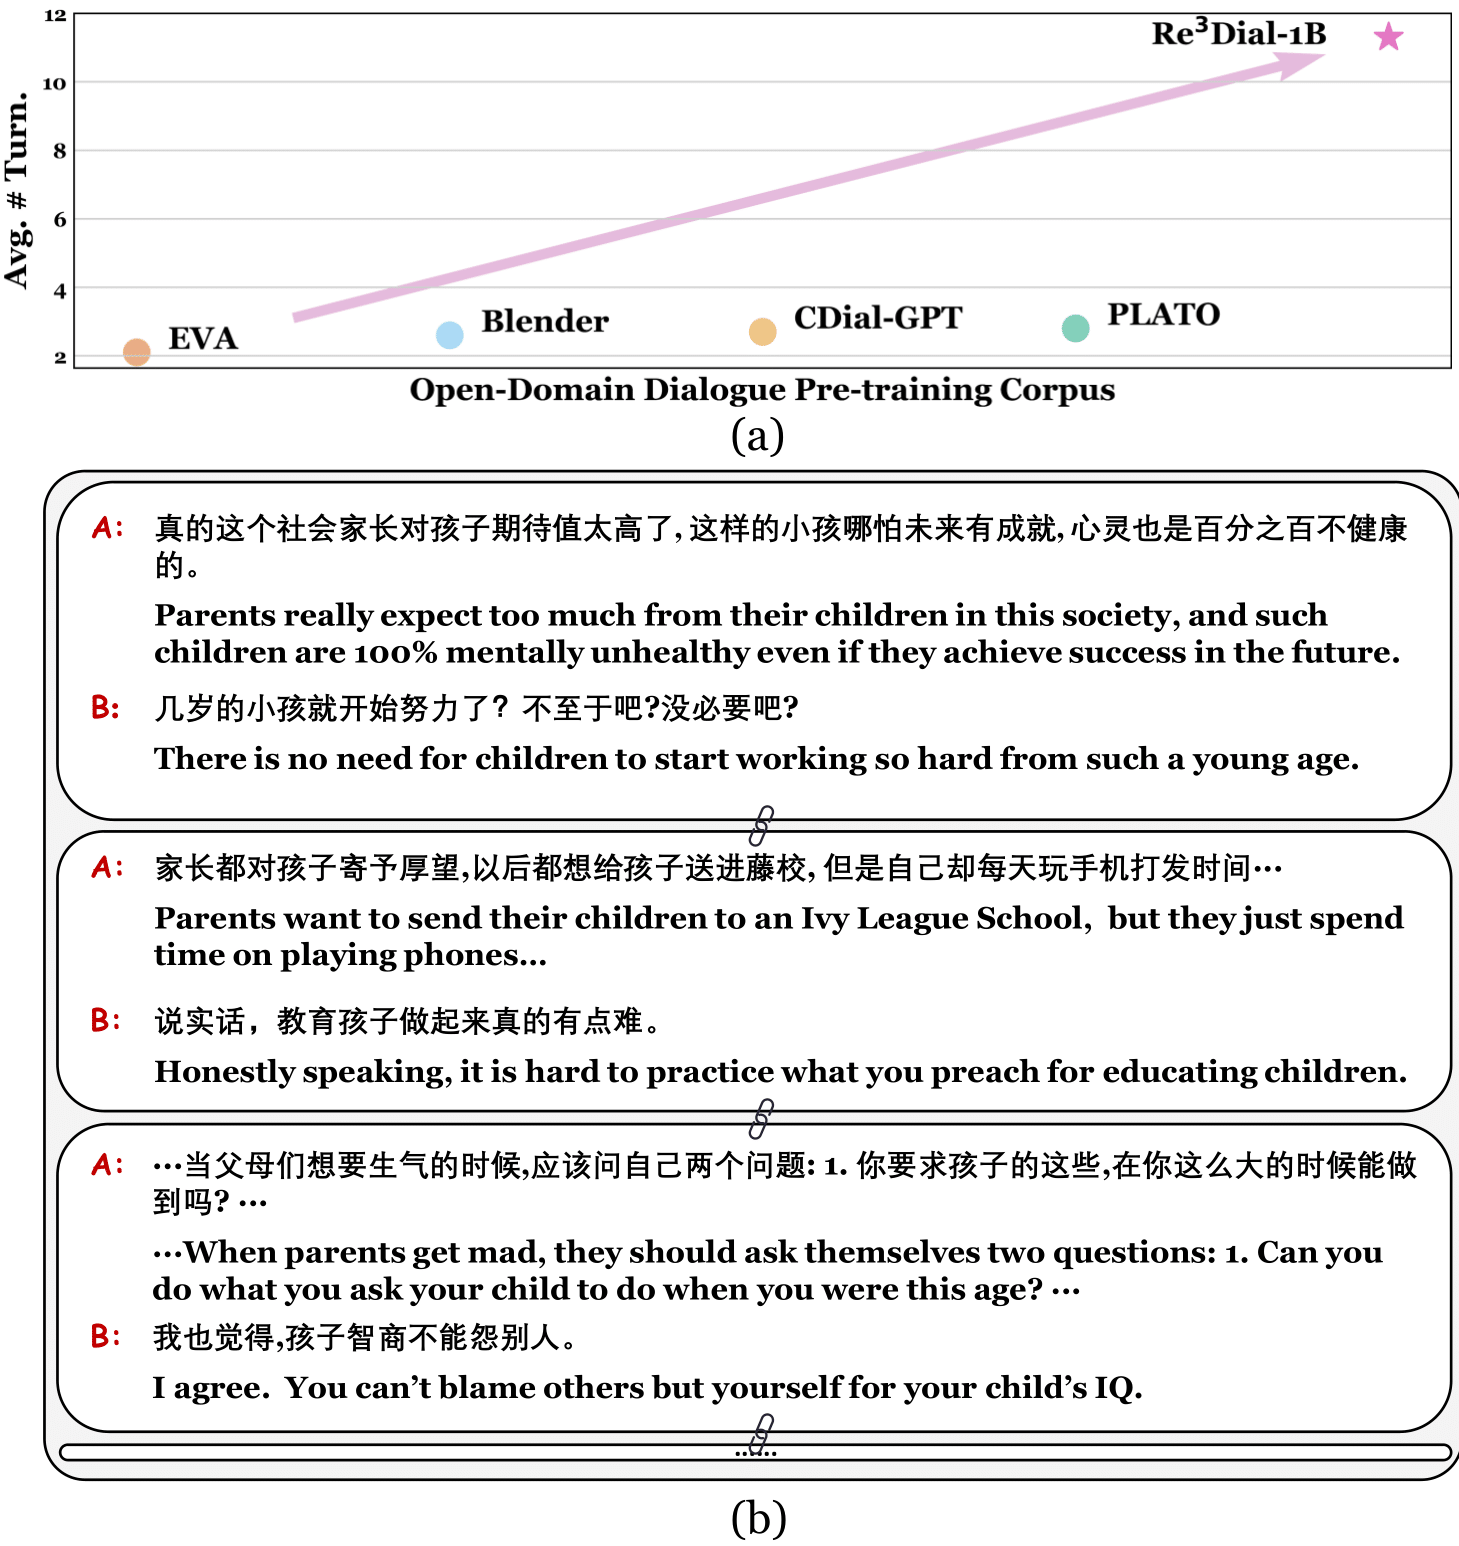 12
10
8
6
4
2
Avg. # Turn.
Re³Dial-1B
EVA
Blender
CDial-GPT
PLATO
Open-Domain Dialogue Pre-training Corpus
(a)
A: 真的这个社会家长对孩子期待值太高了,这样的小孩哪怕未来有成就,心灵也是百分之百不健康
的。
Parents really expect too much from their children in this society, and such
children are 100% mentally unhealthy even if they achieve success in the future.
B: 几岁的小孩就开始努力了？不至于吧?没必要吧?
There is no need for children to start working so hard from such a young age.
A: 家长都对孩子寄予厚望,以后都想给孩子送进藤校,但是自己却每天玩手机打发时间…
Parents want to send their children to an Ivy League School, but they just spend
time on playing phones...
B: 说实话，教育孩子做起来真的有点难。
Honestly speaking, it is hard to practice what you preach for educating children.
A: …当父母们想要生气的时候,应该问自己两个问题: 1. 你要求孩子的这些,在你这么大的时候能做
到吗? …
…When parents get mad, they should ask themselves two questions: 1. Can you
do what you ask your child to do when you were this age? …
B: 我也觉得,孩子智商不能怨别人。
I agree. You can't blame others but yourself for your child's IQ.
......
(b)